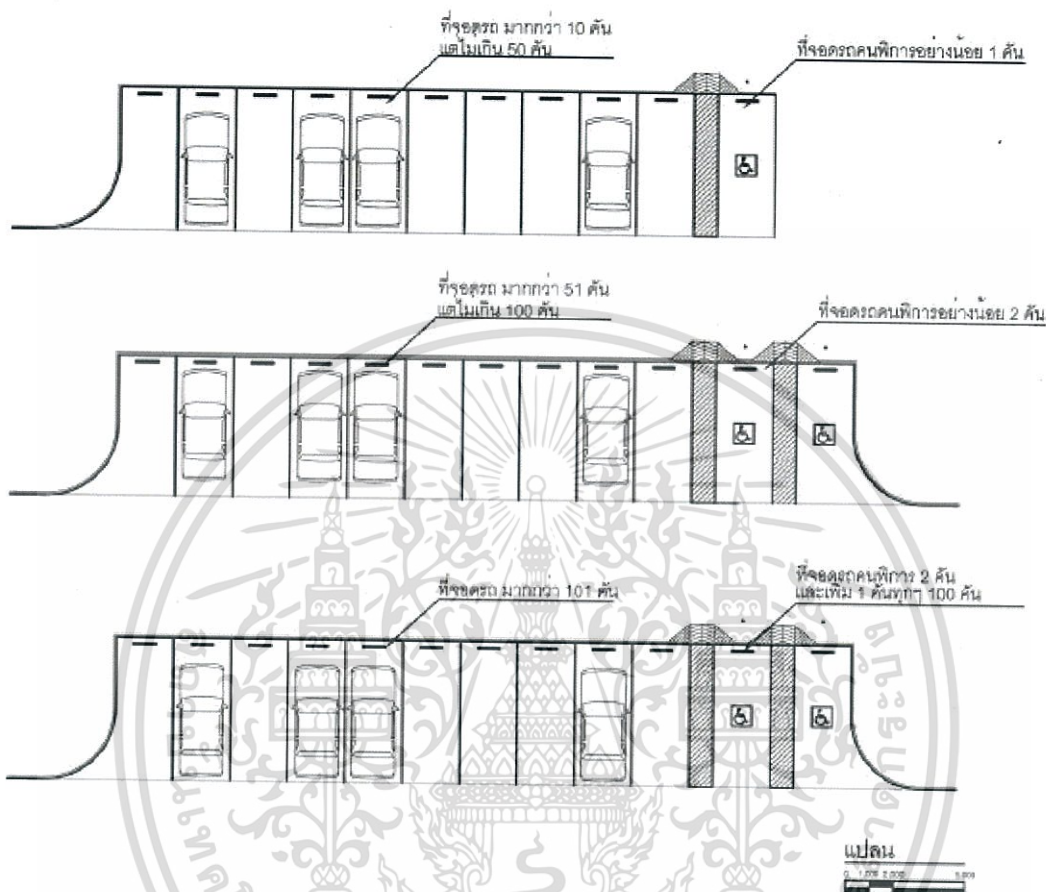 ที่จอดรถ มากกว่า 10 คัน
แต่ไม่เกิน 50 คัน
ที่จอดรถคนพิการอย่างน้อย 1 คัน
ที่จอดรถ มากกว่า 51 คัน
แต่ไม่เกิน 100 คัน
ที่จอดรถคนพิการอย่างน้อย 2 คัน
ที่จอดรถ มากกว่า 101 คัน
ที่จอดรถคนพิการ 2 คัน
และเพิ่ม 1 คันทุกๆ 100 คัน
แปลน
0 1,000 2,000 5,000